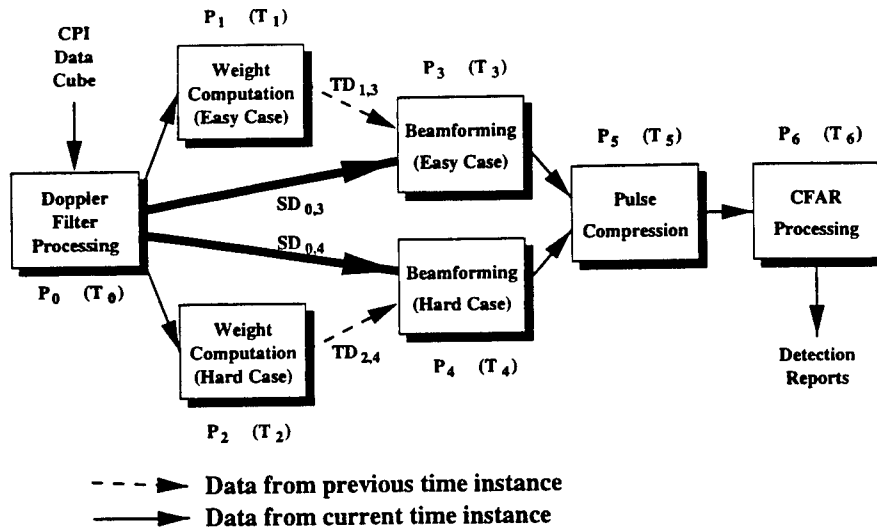 CPI
Data
Cube
P1 (T1)
Weight
Computation
(Easy Case)
TD1,3
P3 (T3)
Beamforming
(Easy Case)
P5 (T5)
P6 (T6)
Doppler
Filter
Processing
SD0,3
SD0,4
Pulse
Compression
CFAR
Processing
P0 (T0)
Beamforming
(Hard Case)
Weight
Computation
(Hard Case)
TD2,4
P4 (T4)
Detection
Reports
P2 (T2)
Data from previous time instance
Data from current time instance